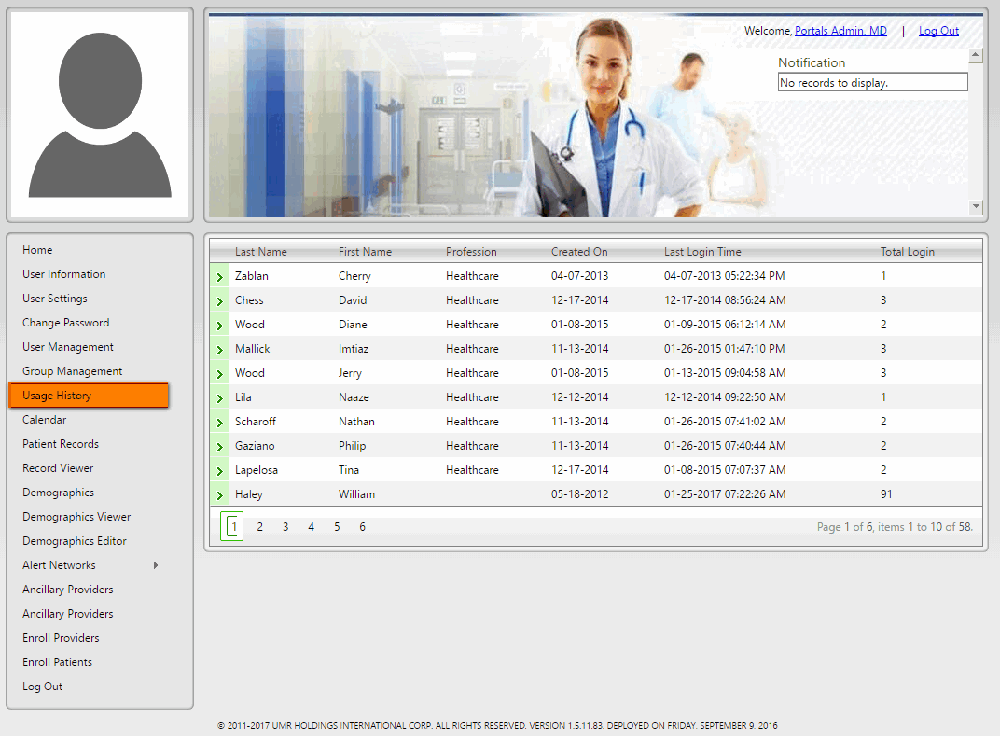 Welcome, Portals Admin, MD | Log Out
Notification
No records to display.
Home
User Information
User Settings
Change Password
User Management
Group Management
Usage History
Calendar
Patient Records
Record Viewer
Demographics
Demographics Viewer
Demographics Editor
Alert Networks
Ancillary Providers
Ancillary Providers
Enroll Providers
Enroll Patients
Log Out
Last Name First Name Profession Created On Last Login Time Total Login
Zablan Cherry Healthcare 04-07-2013 04-07-2013 05:22:34 PM 1
Chess David Healthcare 12-17-2014 12-17-2014 08:56:24 AM 3
Wood Diane Healthcare 01-08-2015 01-09-2015 06:12:14 AM 2
Mallick Imtiaz Healthcare 11-13-2014 01-26-2015 01:47:10 PM 3
Wood Jerry Healthcare 01-08-2015 01-13-2015 09:04:58 AM 3
Lila Naaze Healthcare 12-12-2014 12-12-2014 09:22:50 AM 1
Scharoff Nathan Healthcare 11-13-2014 01-26-2015 07:41:02 AM 2
Gaziano Philip Healthcare 11-13-2014 01-26-2015 07:40:44 AM 2
Lapelosa Tina Healthcare 12-17-2014 01-08-2015 07:07:37 AM 2
Haley William 05-18-2012 01-25-2017 07:22:26 AM 91
1 2 3 4 5 6 Page 1 of 6, items 1 to 10 of 58.
© 2011-2017 UMR HOLDINGS INTERNATIONAL CORP. ALL RIGHTS RESERVED. VERSION 1.5.11.83. DEPLOYED ON FRIDAY, SEPTEMBER 9, 2016